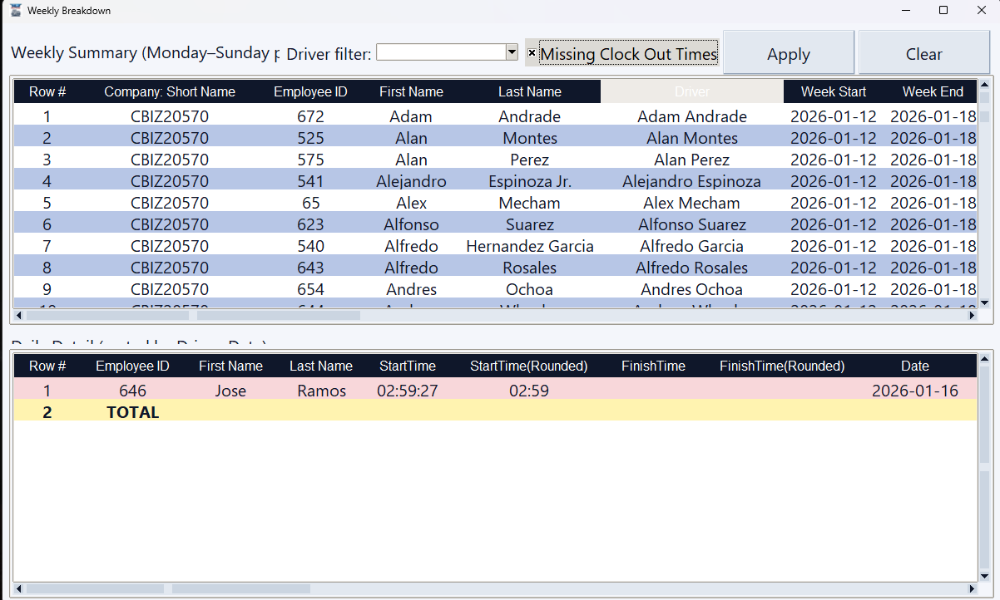 Weekly Breakdown
Weekly Summary (Monday–Sunday p Driver filter: Missing Clock Out Times Apply Clear
Row # Company: Short Name Employee ID First Name Last Name Driver Week Start Week End
1 CBIZ20570 672 Adam Andrade Adam Andrade 2026-01-12 2026-01-18
2 CBIZ20570 525 Alan Montes Alan Montes 2026-01-12 2026-01-18
3 CBIZ20570 575 Alan Perez Alan Perez 2026-01-12 2026-01-18
4 CBIZ20570 541 Alejandro Espinoza Jr. Alejandro Espinoza 2026-01-12 2026-01-18
5 CBIZ20570 65 Alex Mecham Alex Mecham 2026-01-12 2026-01-18
6 CBIZ20570 623 Alfonso Suarez Alfonso Suarez 2026-01-12 2026-01-18
7 CBIZ20570 540 Alfredo Hernandez Garcia Alfredo Garcia 2026-01-12 2026-01-18
8 CBIZ20570 643 Alfredo Rosales Alfredo Rosales 2026-01-12 2026-01-18
9 CBIZ20570 654 Andres Ochoa Andres Ochoa 2026-01-12 2026-01-18
Row # Employee ID First Name Last Name StartTime StartTime(Rounded) FinishTime FinishTime(Rounded) Date
1 646 Jose Ramos 02:59:27 02:59 2026-01-16
2 TOTAL